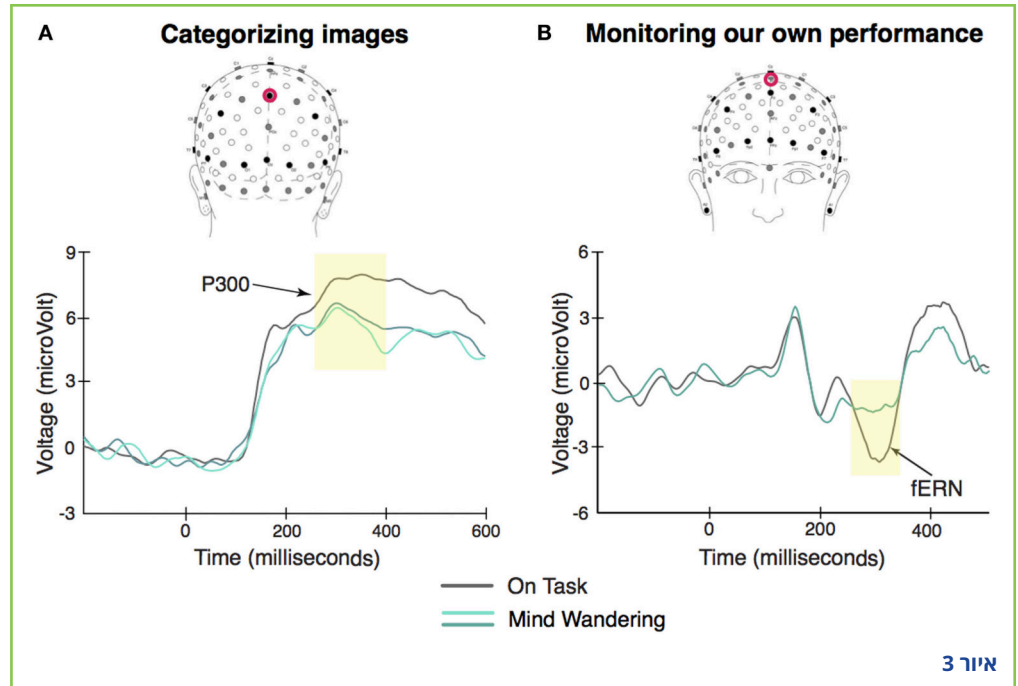 A Categorizing images
B Monitoring our own performance
9
6
3
0
-3
Voltage (microVolt)
P300
0 200 400 600
Time (milliseconds)
6
3
0
-3
-6
Voltage (microVolt)
fERN
0 200 400
Time (milliseconds)
On Task
Mind Wandering
איור 3